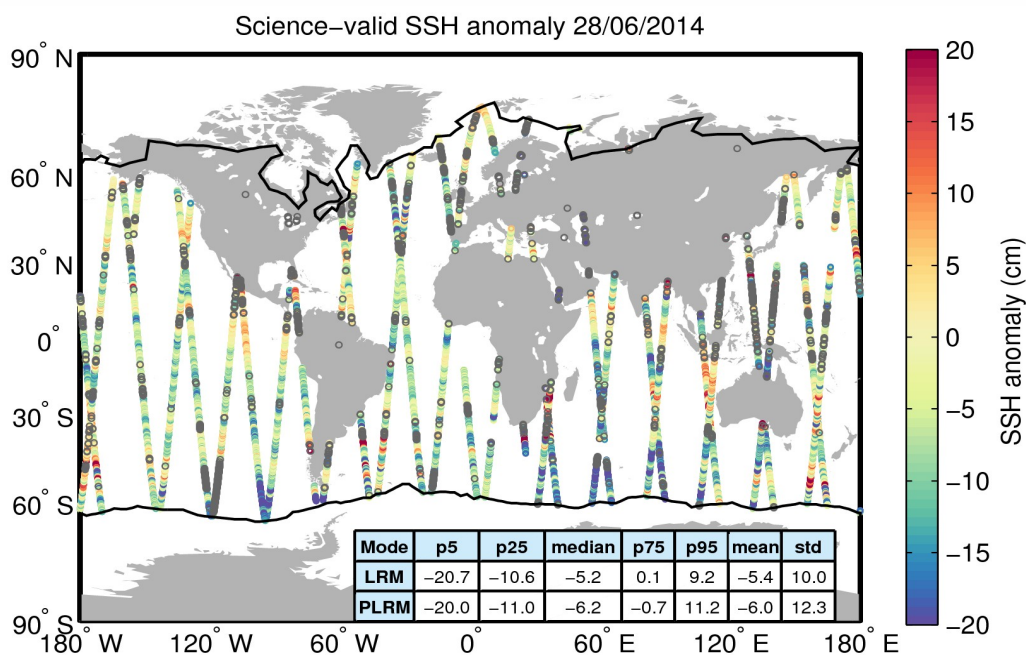 Science−valid SSH anomaly 28/06/2014
90° N
60° N
30° N
0°
30° S
60° S
90° S
180° W 120° W 60° W 0° 60° E 120° E 180° E
Mode p5 p25 median p75 p95 mean std
LRM −20.7 −10.6 −5.2 0.1 9.2 −5.4 10.0
PLRM −20.0 −11.0 −6.2 −0.7 11.2 −6.0 12.3
20
15
10
5
0
−5
−10
−15
−20
SSH anomaly (cm)